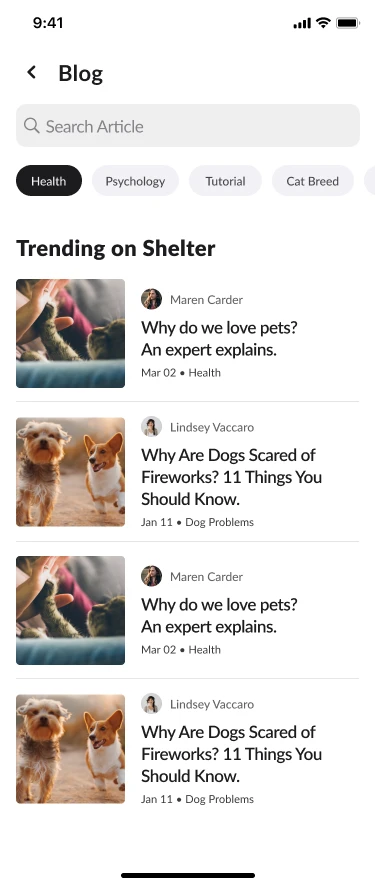 9:41
Blog
Search Article
Health
Psychology
Tutorial
Cat Breed
Trending on Shelter
Maren Carder
Why do we love pets?
An expert explains.
Mar 02 • Health
Lindsey Vaccaro
Why Are Dogs Scared of
Fireworks? 11 Things You
Should Know.
Jan 11 • Dog Problems
Maren Carder
Why do we love pets?
An expert explains.
Mar 02 • Health
Lindsey Vaccaro
Why Are Dogs Scared of
Fireworks? 11 Things You
Should Know.
Jan 11 • Dog Problems